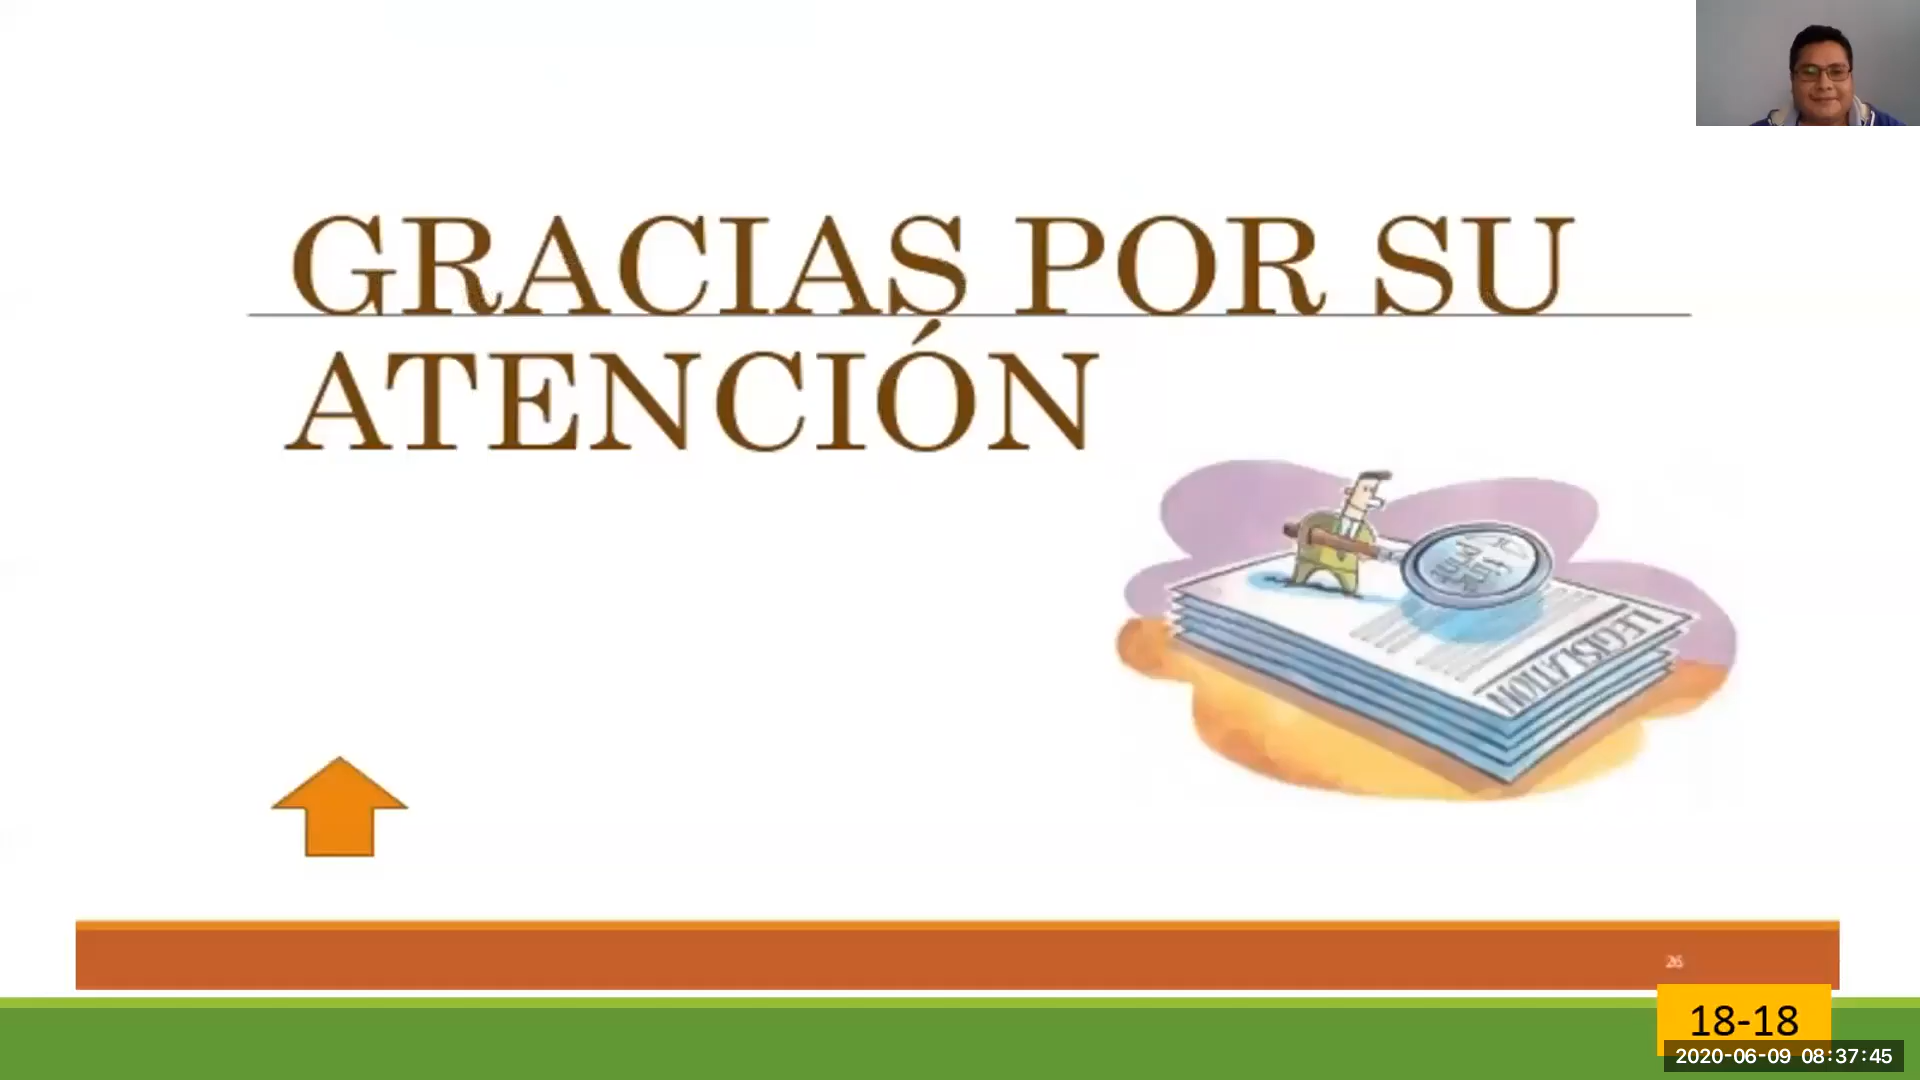 GRACIAS POR SU
ATENCIÓN
LEGISLATION
26
18-18
2020-06-09 08:37:45